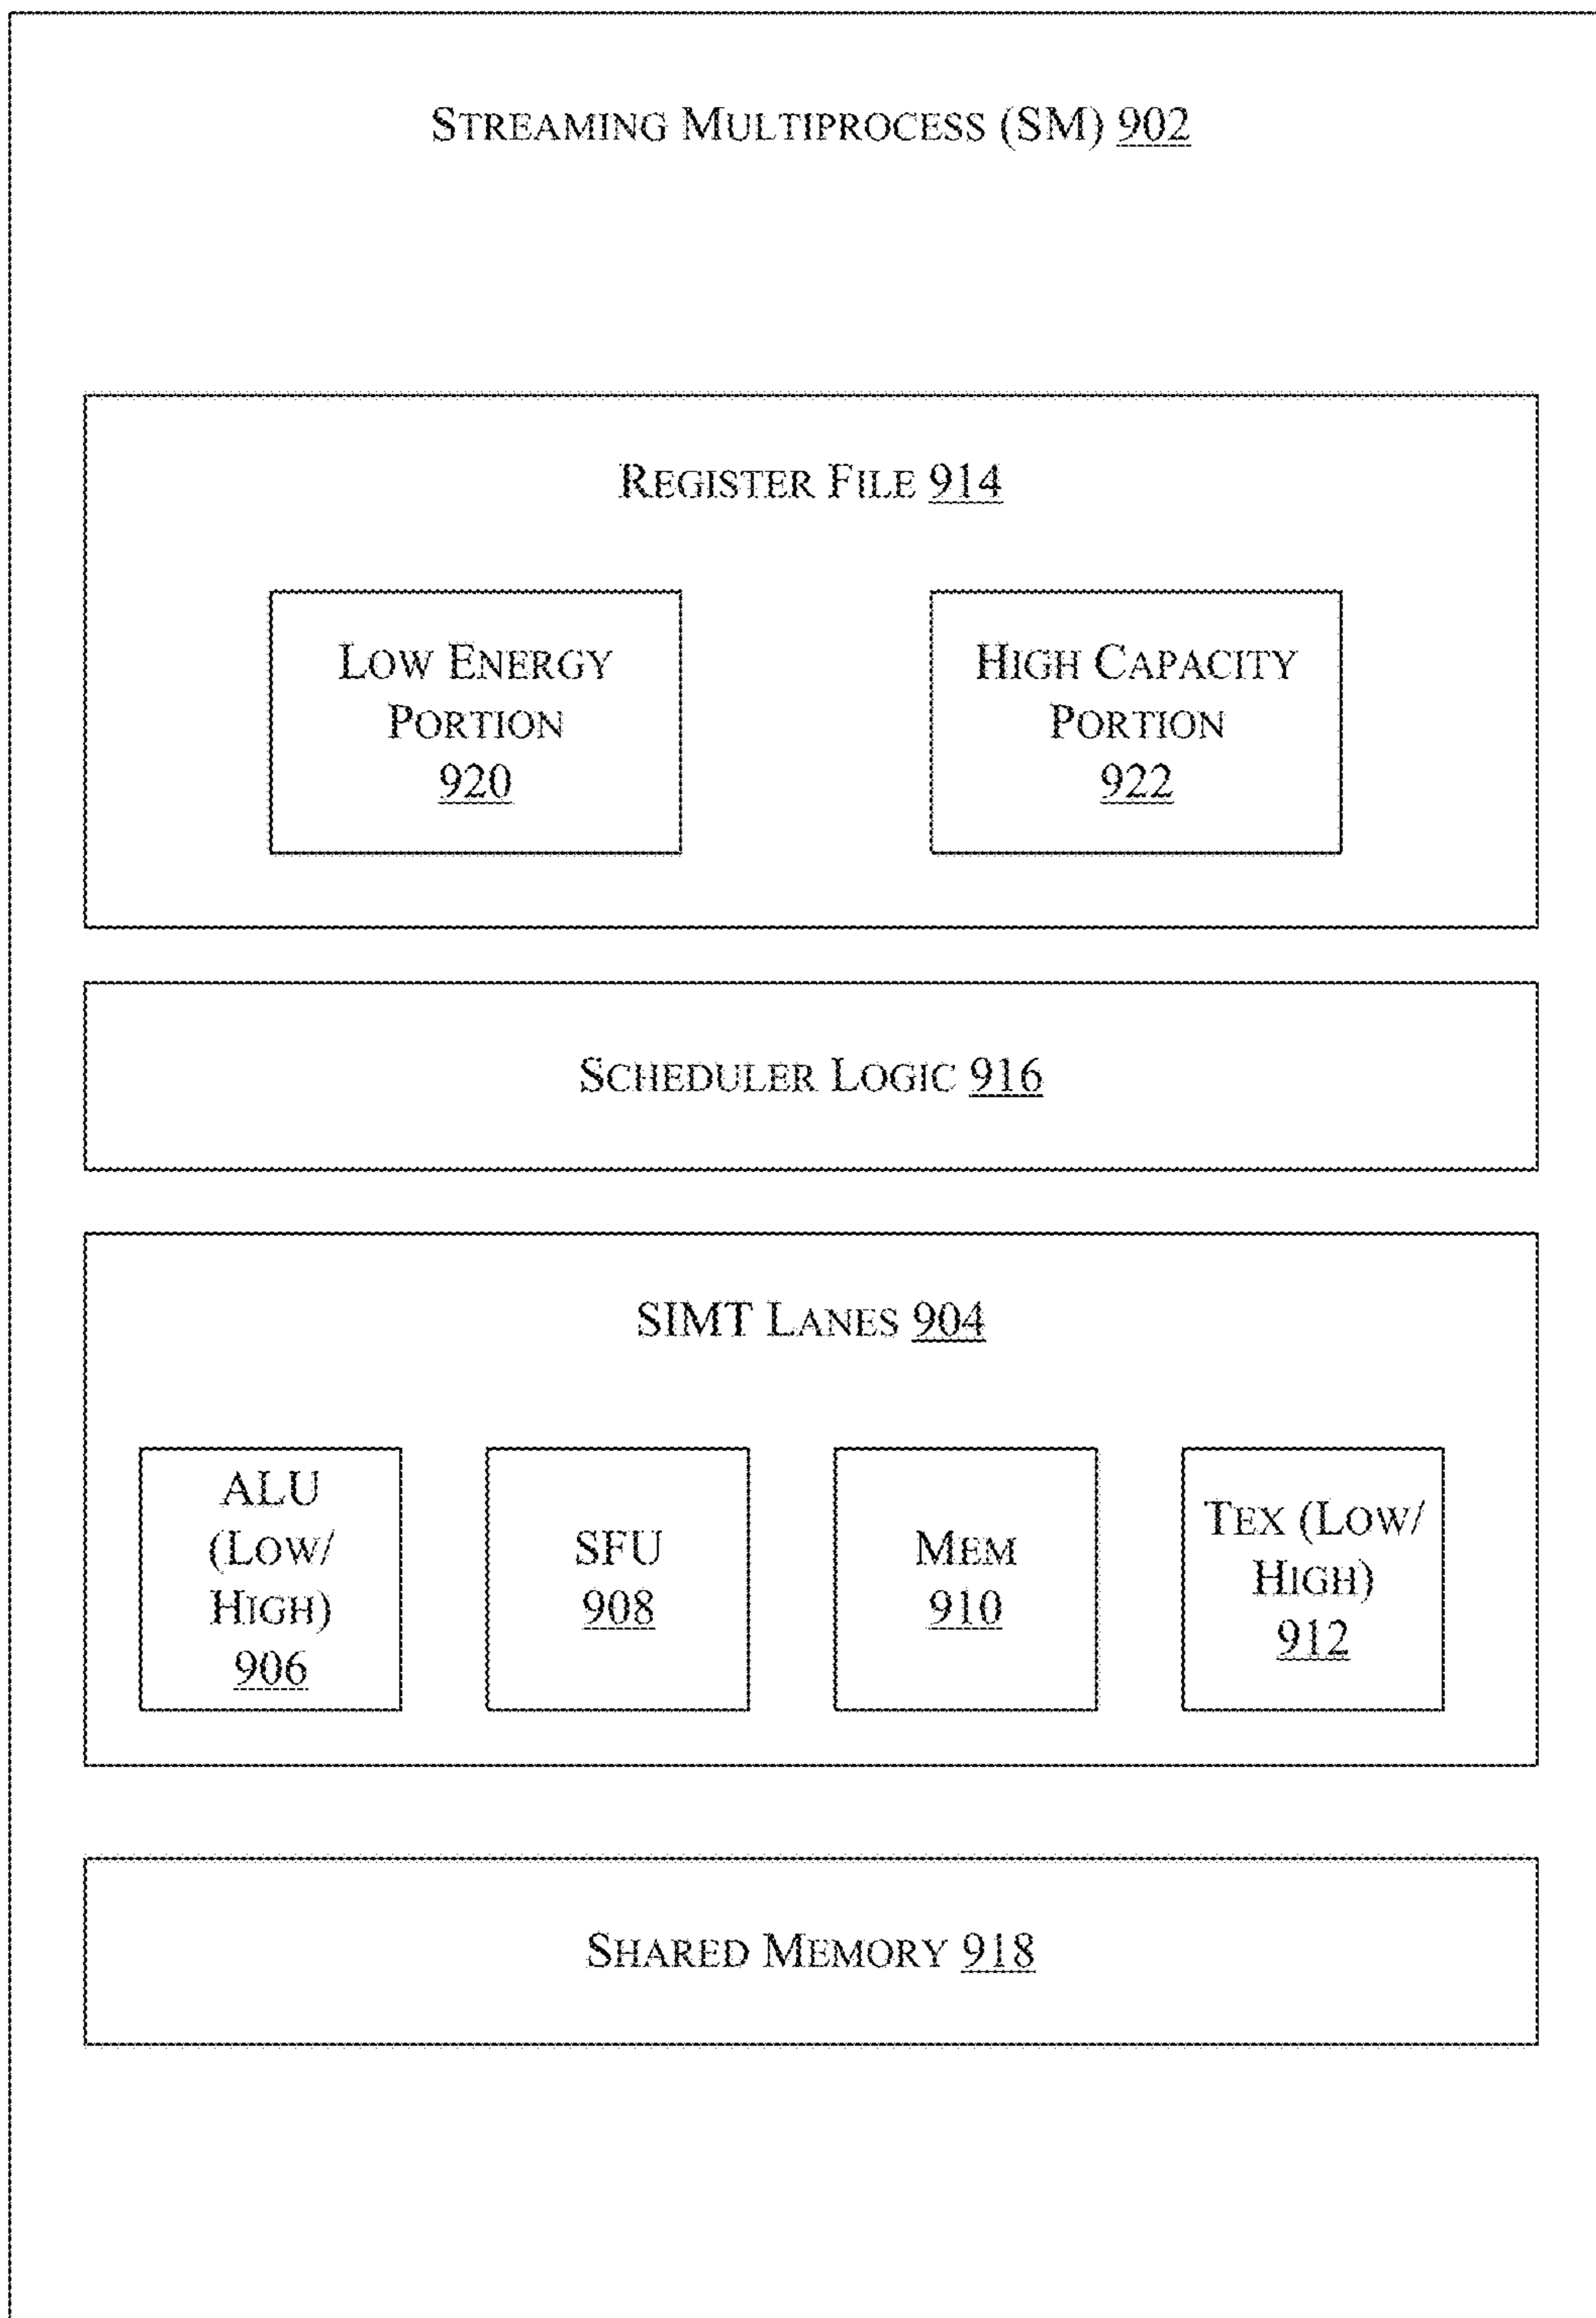 STREAMING MULTIPROCESS (SM) 902
REGISTER FILE 914
LOW ENERGY
PORTION
920
HIGH CAPACITY
PORTION
922
SCHEDULER LOGIC 916
SIMT LANES 904
ALU
(LOW/
HIGH)
906
SFU
908
MEM
910
TEX (LOW/
HIGH)
912
SHARED MEMORY 918